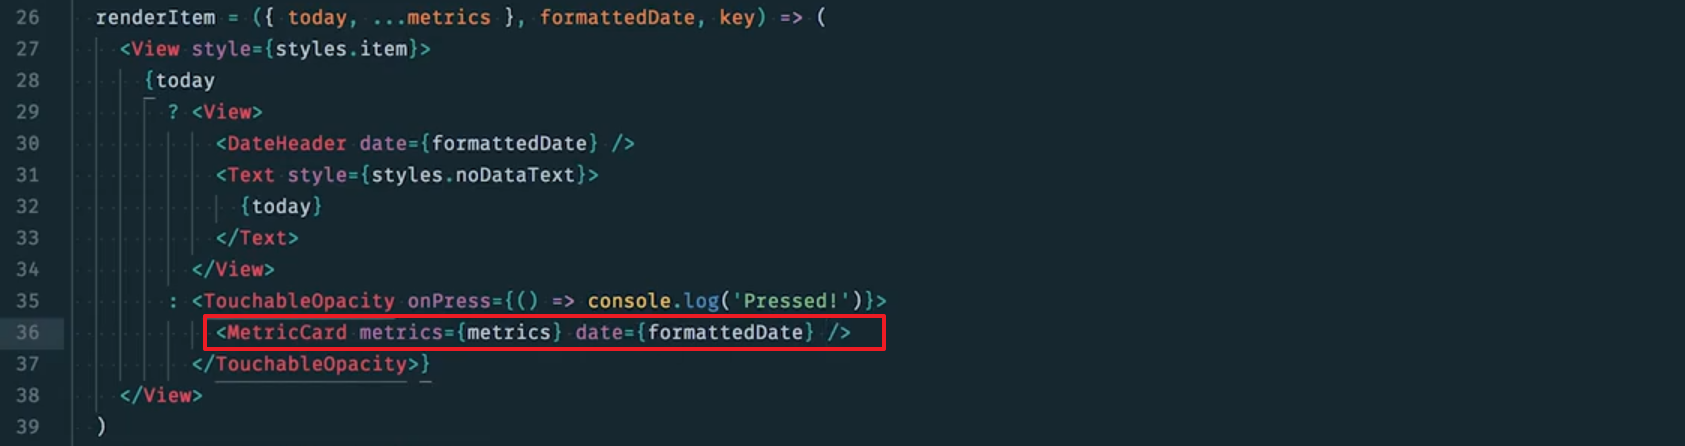 26 renderItem = ({ today, ...metrics }, formattedDate, key) => (
27 <View style={styles.item}>
28 {today
29 ? <View>
30 <DateHeader date={formattedDate} />
31 <Text style={styles.noDataText}>
32 {today}
33 </Text>
34 </View>
35 : <TouchableOpacity onPress={() => console.log('Pressed!')}>
36 <MetricCard metrics={metrics} date={formattedDate} />
37 </TouchableOpacity>}
38 </View>
39 )